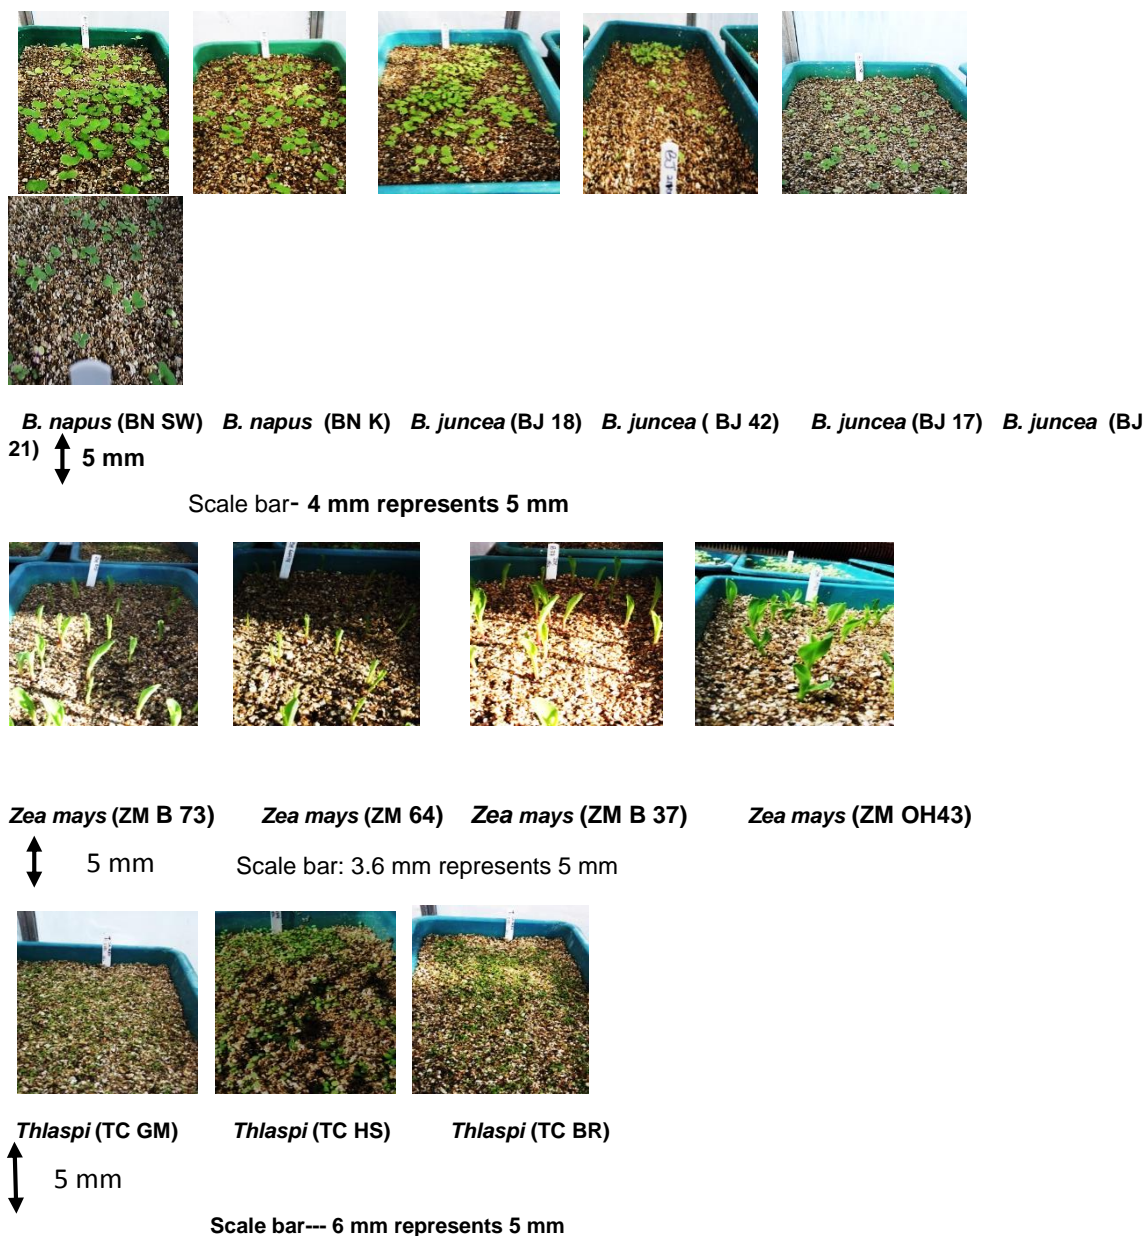 B. napus (BN SW) B. napus (BN K) B. juncea (BJ 18) B. juncea ( BJ 42) B. juncea (BJ 17) B. juncea (BJ
21) 5 mm
Scale bar- 4 mm represents 5 mm
Zea mays (ZM B 73) Zea mays (ZM 64) Zea mays (ZM B 37) Zea mays (ZM OH43)
5 mm Scale bar: 3.6 mm represents 5 mm
Thlaspi (TC GM) Thlaspi (TC HS) Thlaspi (TC BR)
5 mm
Scale bar--- 6 mm represents 5 mm